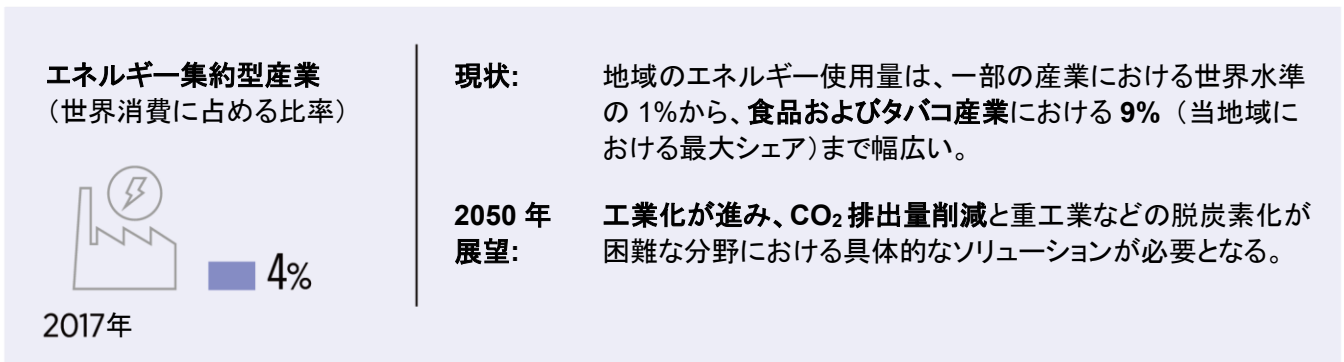 エネルギー集約型産業
（世界消費に占める比率）
4%
2017年
現状: 地域のエネルギー使用量は、一部の産業における世界水準
の 1%から、食品およびタバコ産業における 9% （当地域に
おける最大シェア）まで幅広い。
2050 年 工業化が進み、CO₂ 排出量削減と重工業などの脱炭素化が
展望: 困難な分野における具体的なソリューションが必要となる。